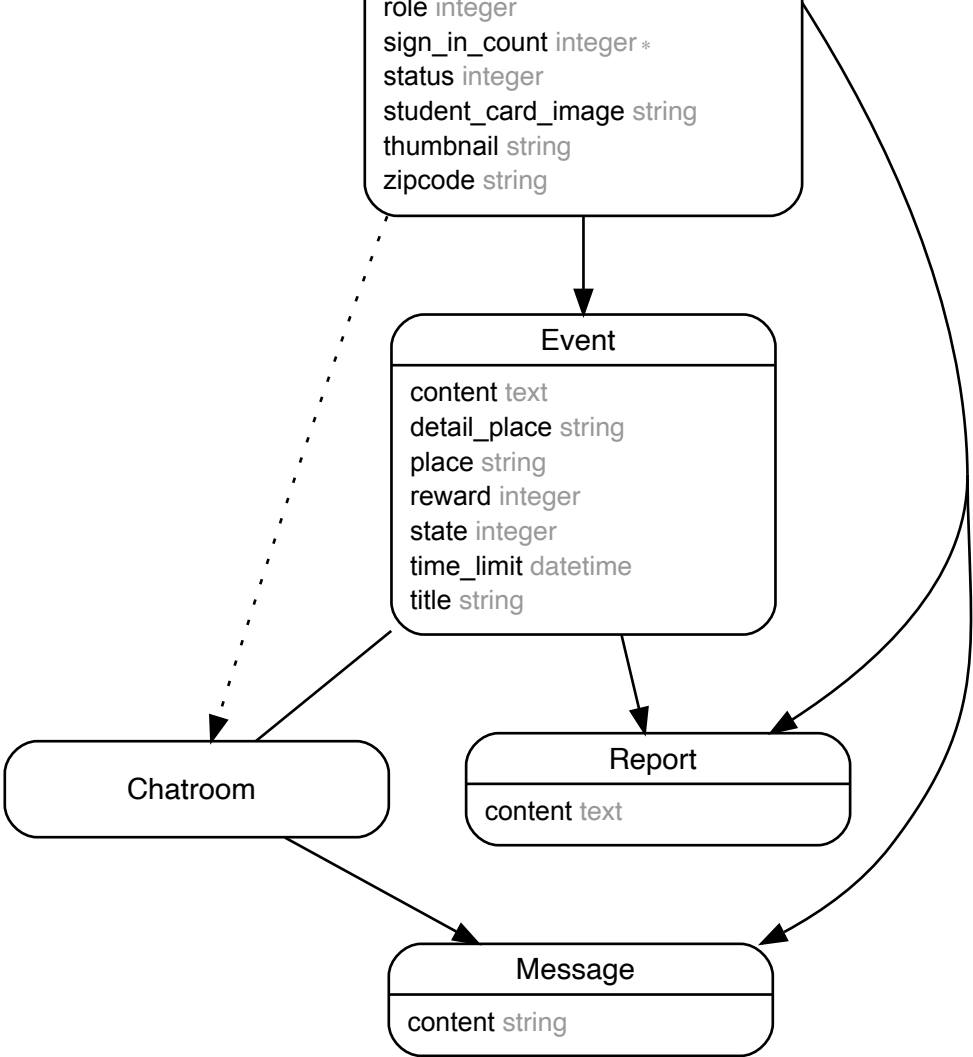 role integer
sign_in_count integer *
status integer
student_card_image string
thumbnail string
zipcode string
Event
content text
detail_place string
place string
reward integer
state integer
time_limit datetime
title string
Chatroom
Report
content text
Message
content string